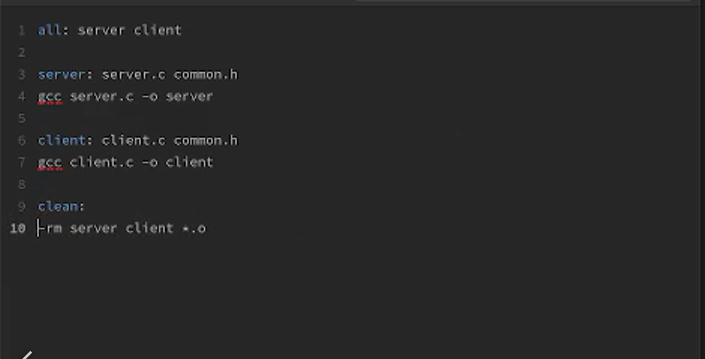 1 all: server client
2
3 server: server.c common.h
4 gcc server.c -o server
5
6 client: client.c common.h
7 gcc client.c -o client
8
9 clean:
10 -rm server client *.o